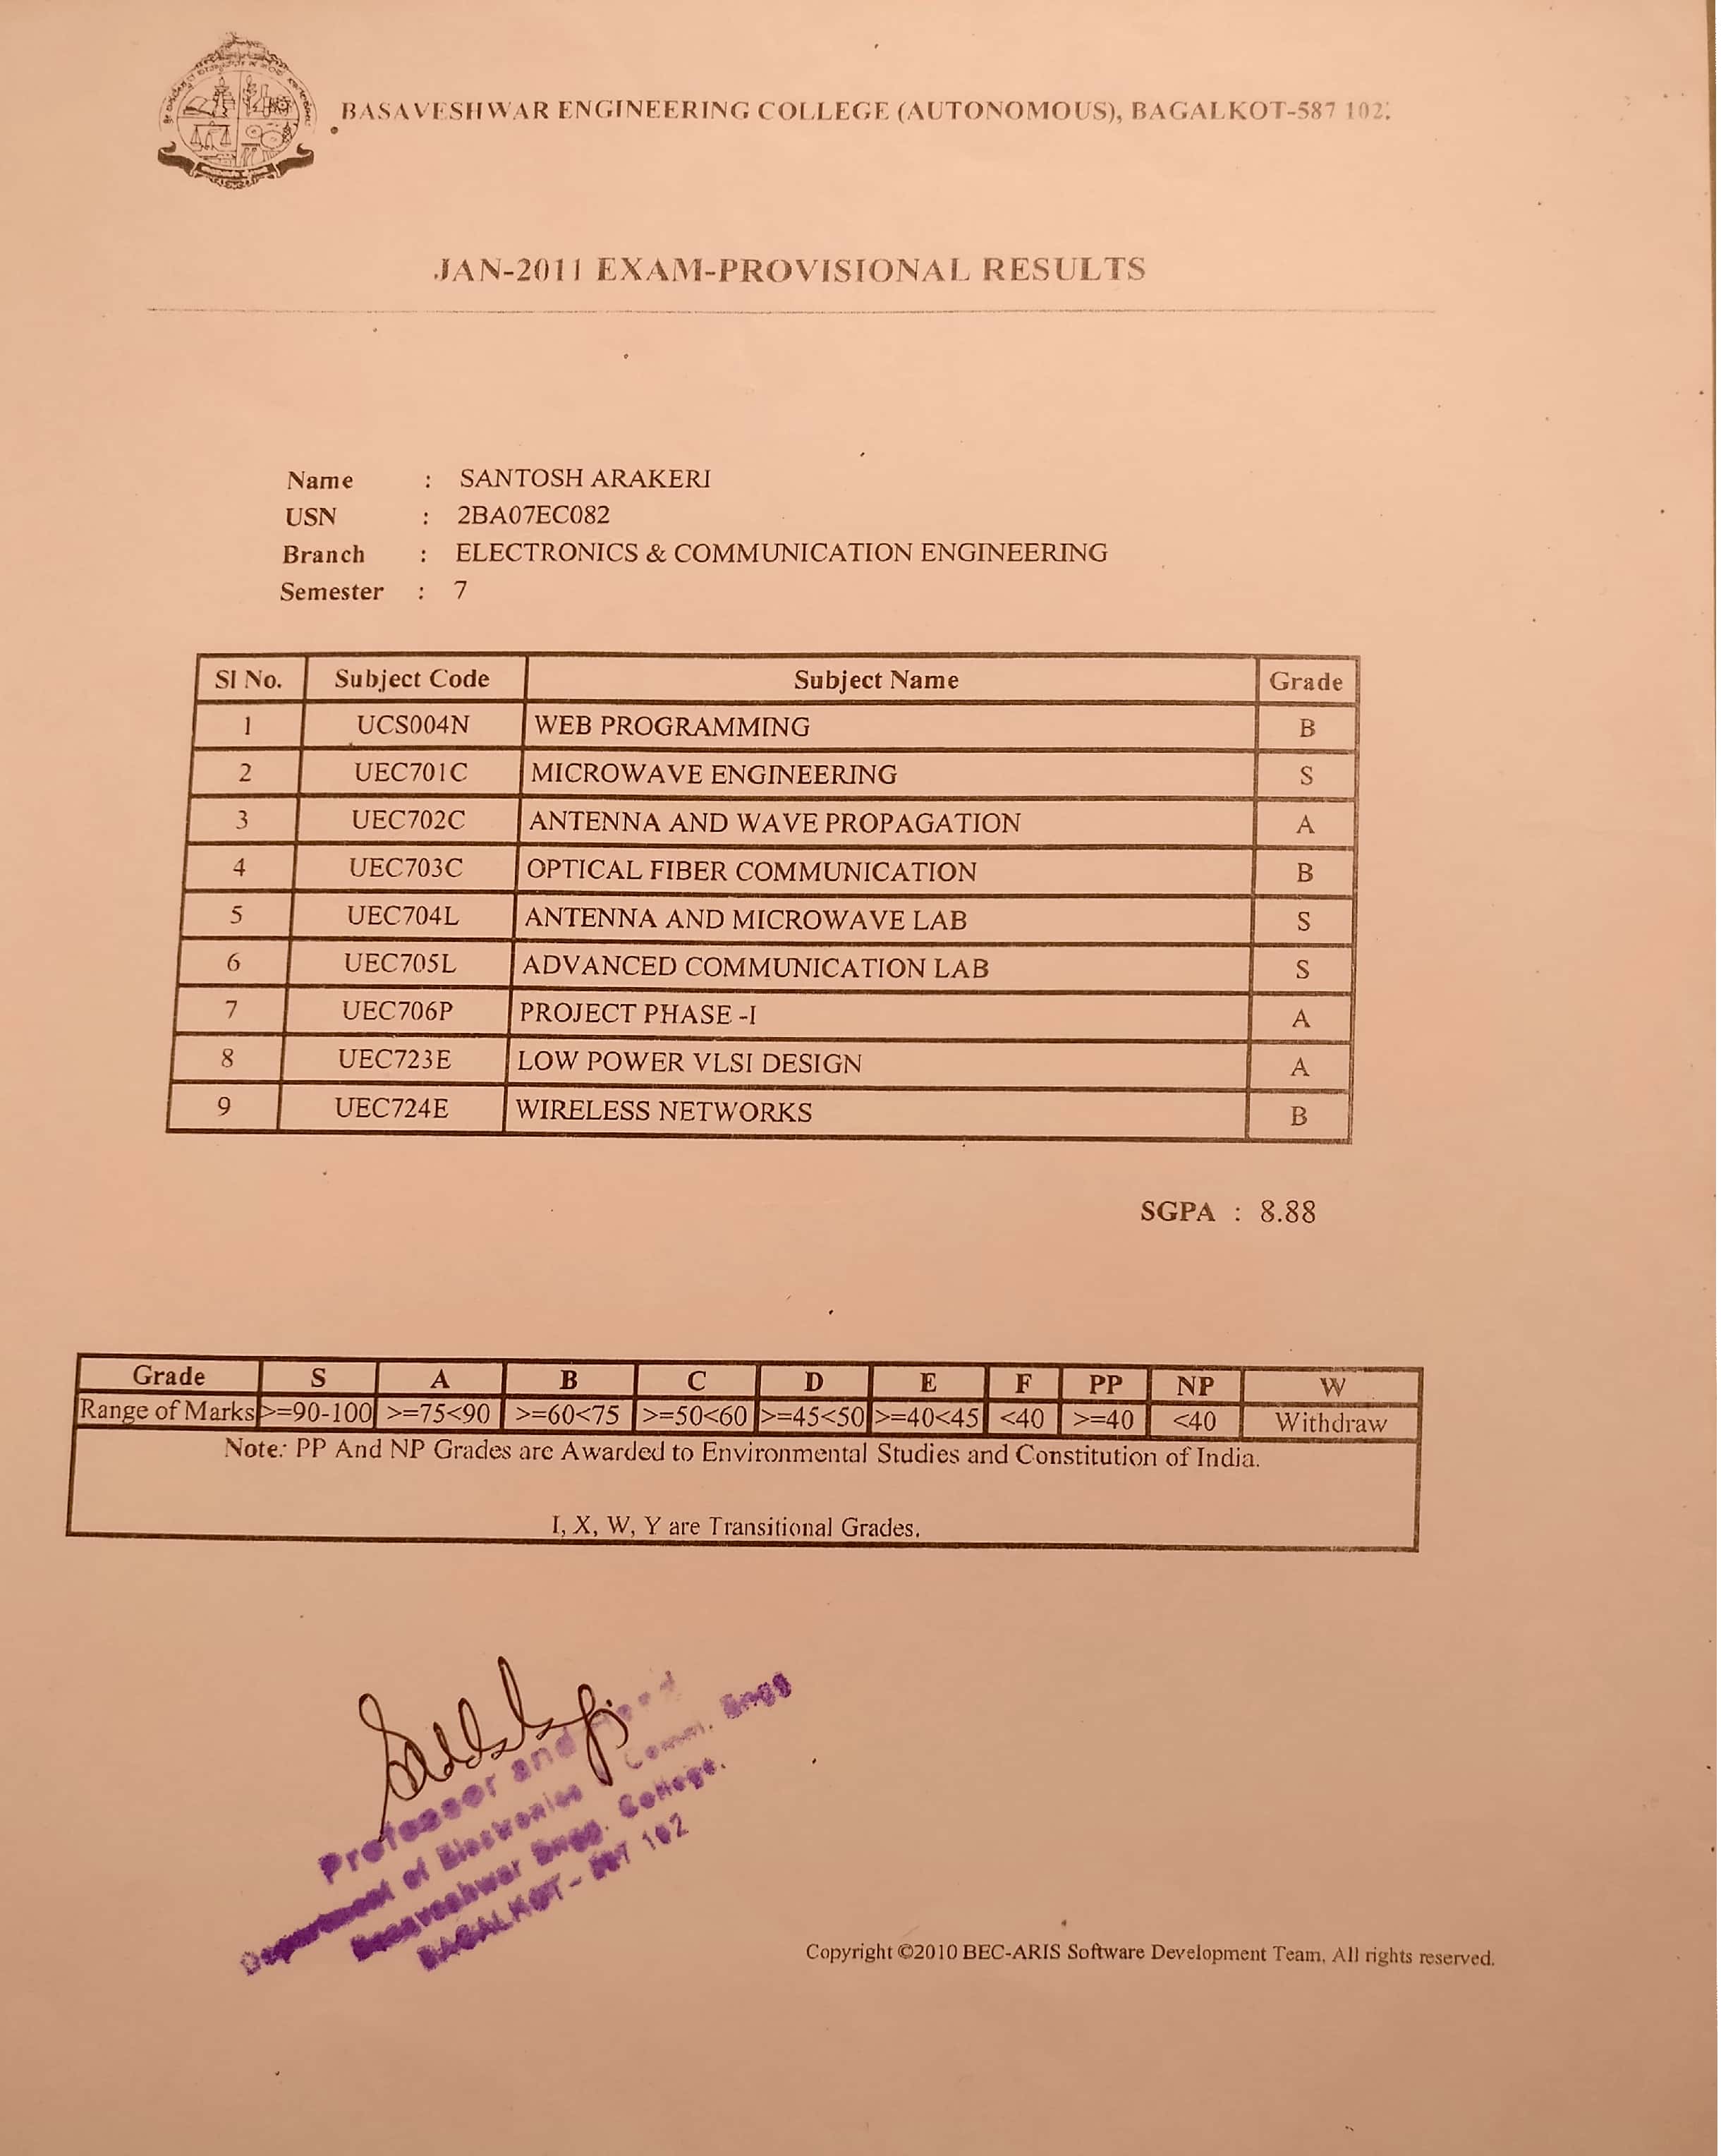 BASAVESHWAR ENGINEERING COLLEGE (AUTONOMOUS), BAGALKOT-587 102.
JAN-2011 EXAM-PROVISIONAL RESULTS
Name : SANTOSH ARAKERI
USN : 2BA07EC082
Branch : ELECTRONICS & COMMUNICATION ENGINEERING
Semester : 7
Sl No. Subject Code Subject Name Grade
1 UCS004N WEB PROGRAMMING B
2 UEC701C MICROWAVE ENGINEERING S
3 UEC702C ANTENNA AND WAVE PROPAGATION A
4 UEC703C OPTICAL FIBER COMMUNICATION B
5 UEC704L ANTENNA AND MICROWAVE LAB S
6 UEC705L ADVANCED COMMUNICATION LAB S
7 UEC706P PROJECT PHASE -I A
8 UEC723E LOW POWER VLSI DESIGN A
9 UEC724E WIRELESS NETWORKS B
SGPA : 8.88
Grade S A B C D E F PP NP W
Range of Marks >=90-100 >=75<90 >=60<75 >=50<60 >=45<50 >=40<45 <40 >=40 <40 Withdraw
Note: PP And NP Grades are Awarded to Environmental Studies and Constitution of India.
I, X, W, Y are Transitional Grades.
Professor and Head
Department of Electronics Comm. Engg
Basaveshwar Engg. College.
BAGALKOT - 587 102
Copyright ©2010 BEC-ARIS Software Development Team, All rights reserved.